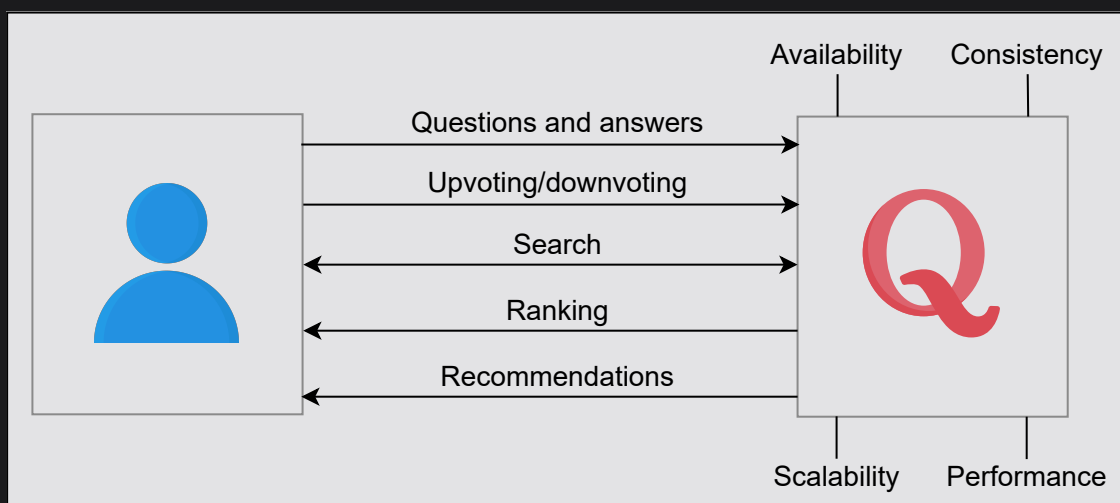 Availability
Consistency
Questions and answers
Upvoting/downvoting
Search
Ranking
Recommendations
Q
Scalability
Performance